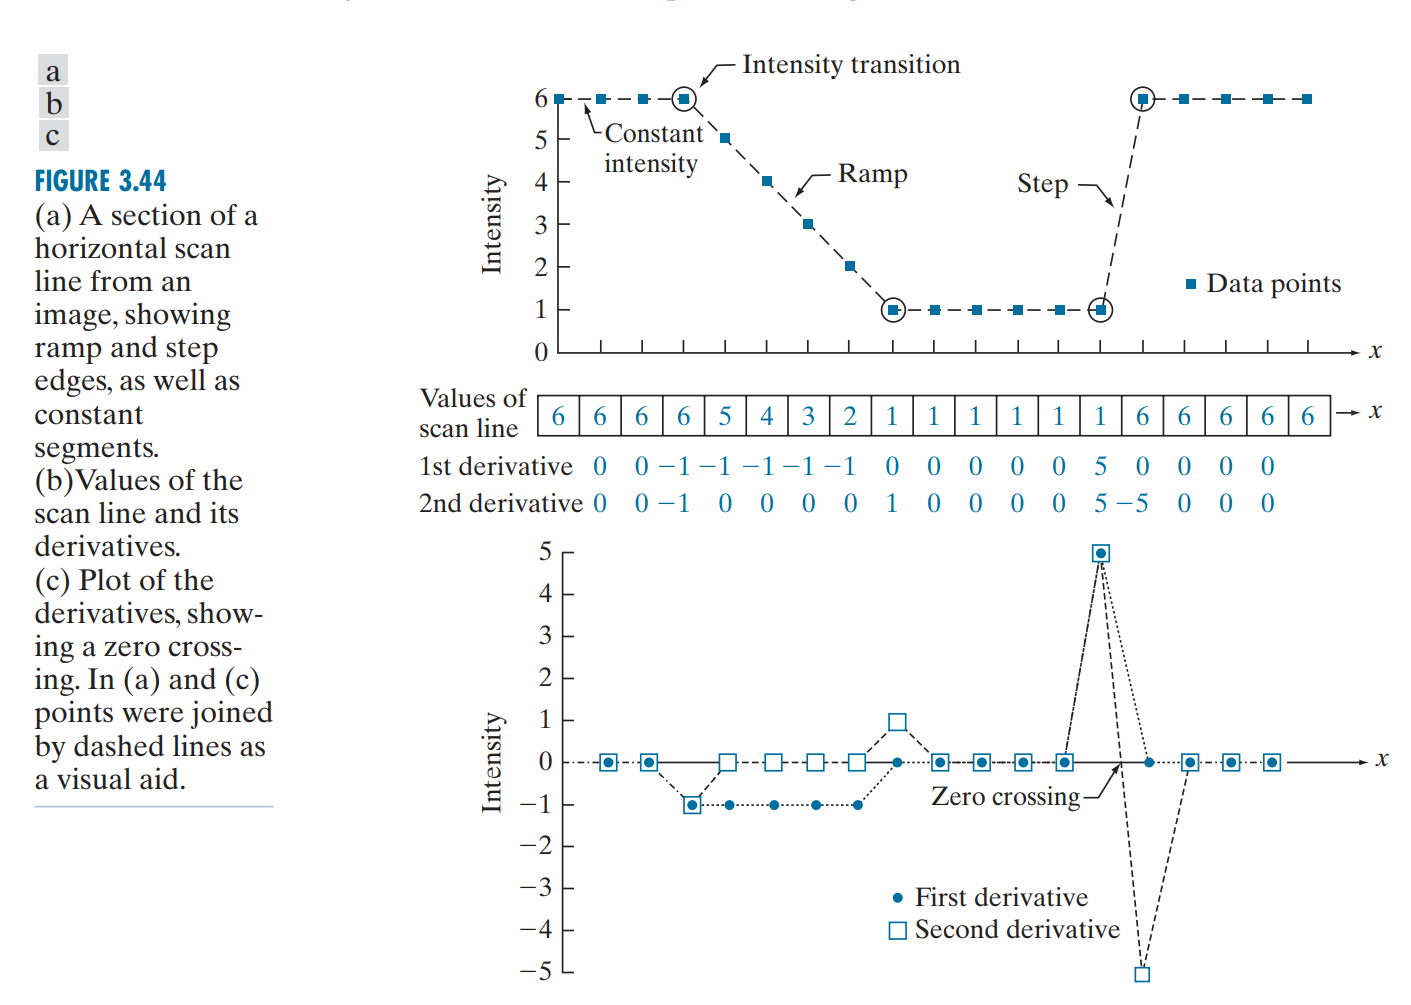 a
b
c
FIGURE 3.44
(a) A section of a
horizontal scan
line from an
image, showing
ramp and step
edges, as well as
constant
segments.
(b)Values of the
scan line and its
derivatives.
(c) Plot of the
derivatives, show-
ing a zero cross-
ing. In (a) and (c)
points were joined
by dashed lines as
a visual aid.
Intensity transition
6
Constant
intensity
5
4
3
2
1
0
Intensity
Ramp
Step
Data points
x
Values of
scan line
6 6 6 6 5 4 3 2 1 1 1 1 1 1 6 6 6 6 6
x
1st derivative 0 0 −1 −1 −1 −1 −1 0 0 0 0 0 5 0 0 0 0
2nd derivative 0 0 −1 0 0 0 0 1 0 0 0 0 5 −5 0 0 0
5
4
3
2
1
0
−1
−2
−3
−4
−5
Intensity
x
Zero crossing
First derivative
Second derivative